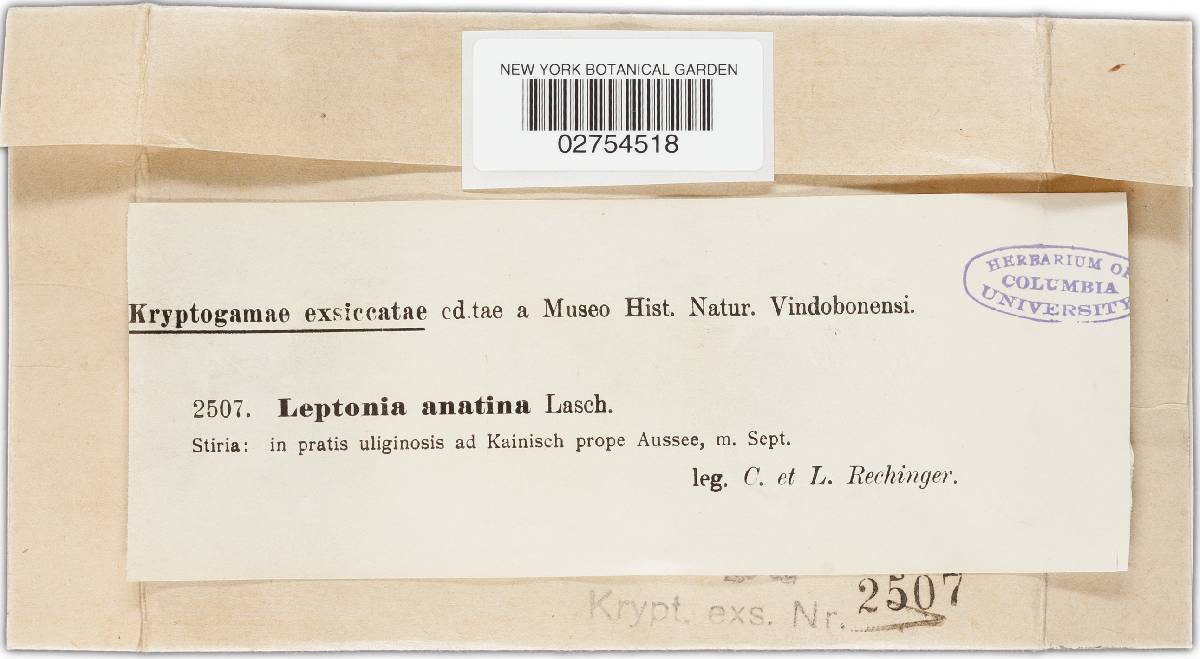 NEW YORK BOTANICAL GARDEN
02754518
HERBARIUM OF
COLUMBIA
UNIVERSITY
Kryptogamae exsiccatae cd.tae a Museo Hist. Natur. Vindobonensi.
2507. Leptonia anatina Lasch.
Stiria: in pratis uliginosis ad Kainisch prope Aussee, m. Sept.
leg. C. et L. Rechinger.
Krypt. exs. Nr. 2507